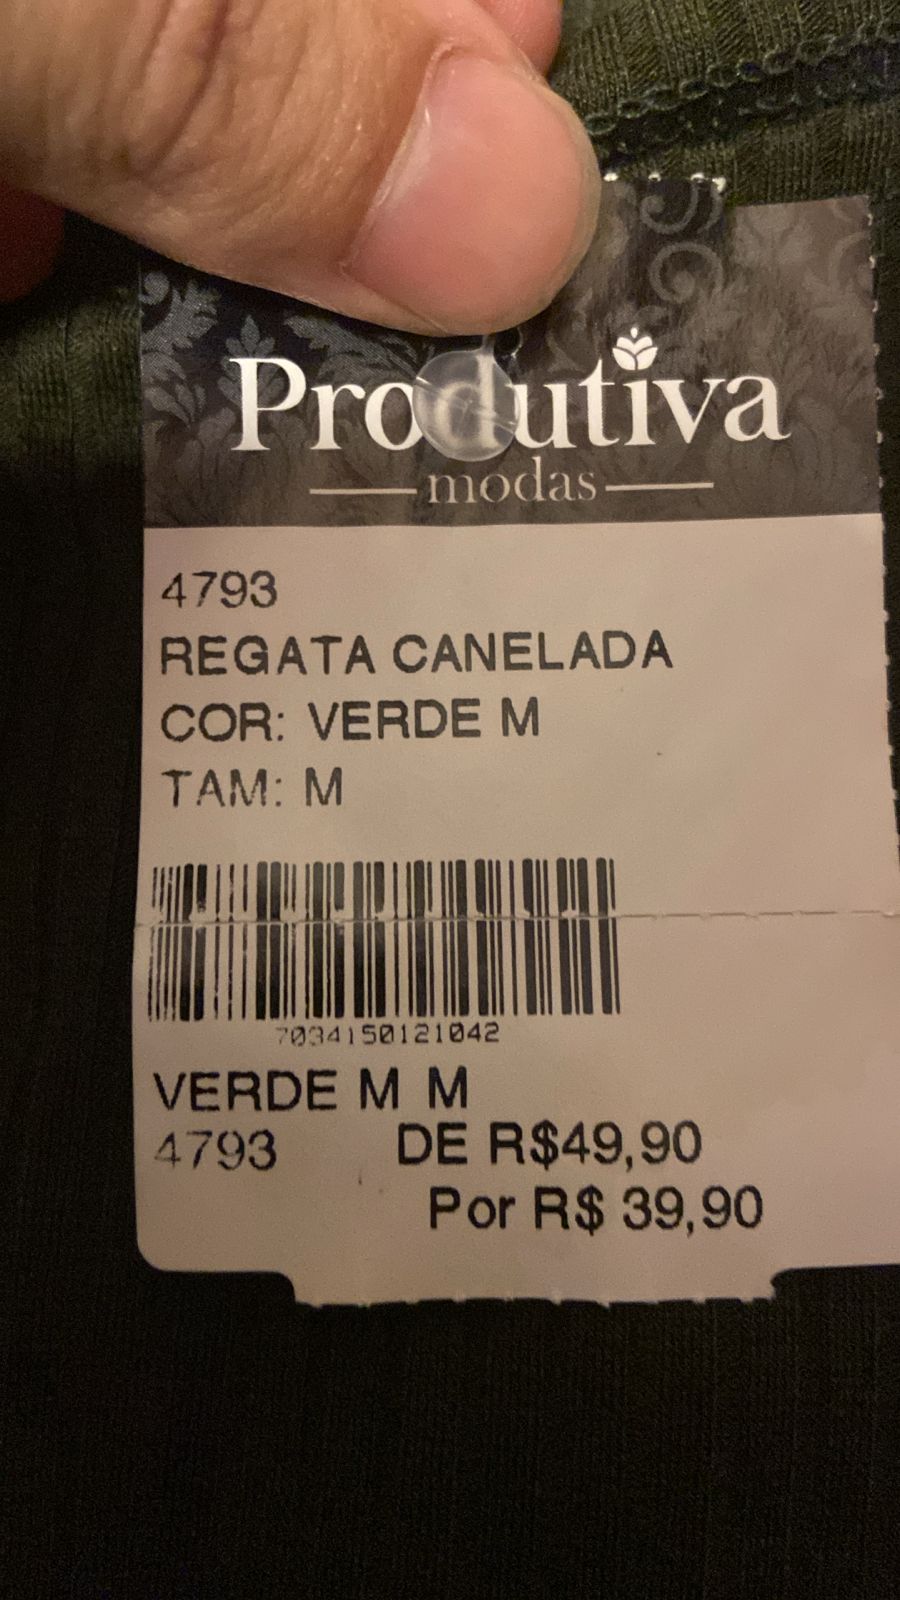 Produtiva
modas
4793
REGATA CANELADA
COR: VERDE M
TAM: M
7034150121042
VERDE M M
4793 DE R$49,90
Por R$ 39,90